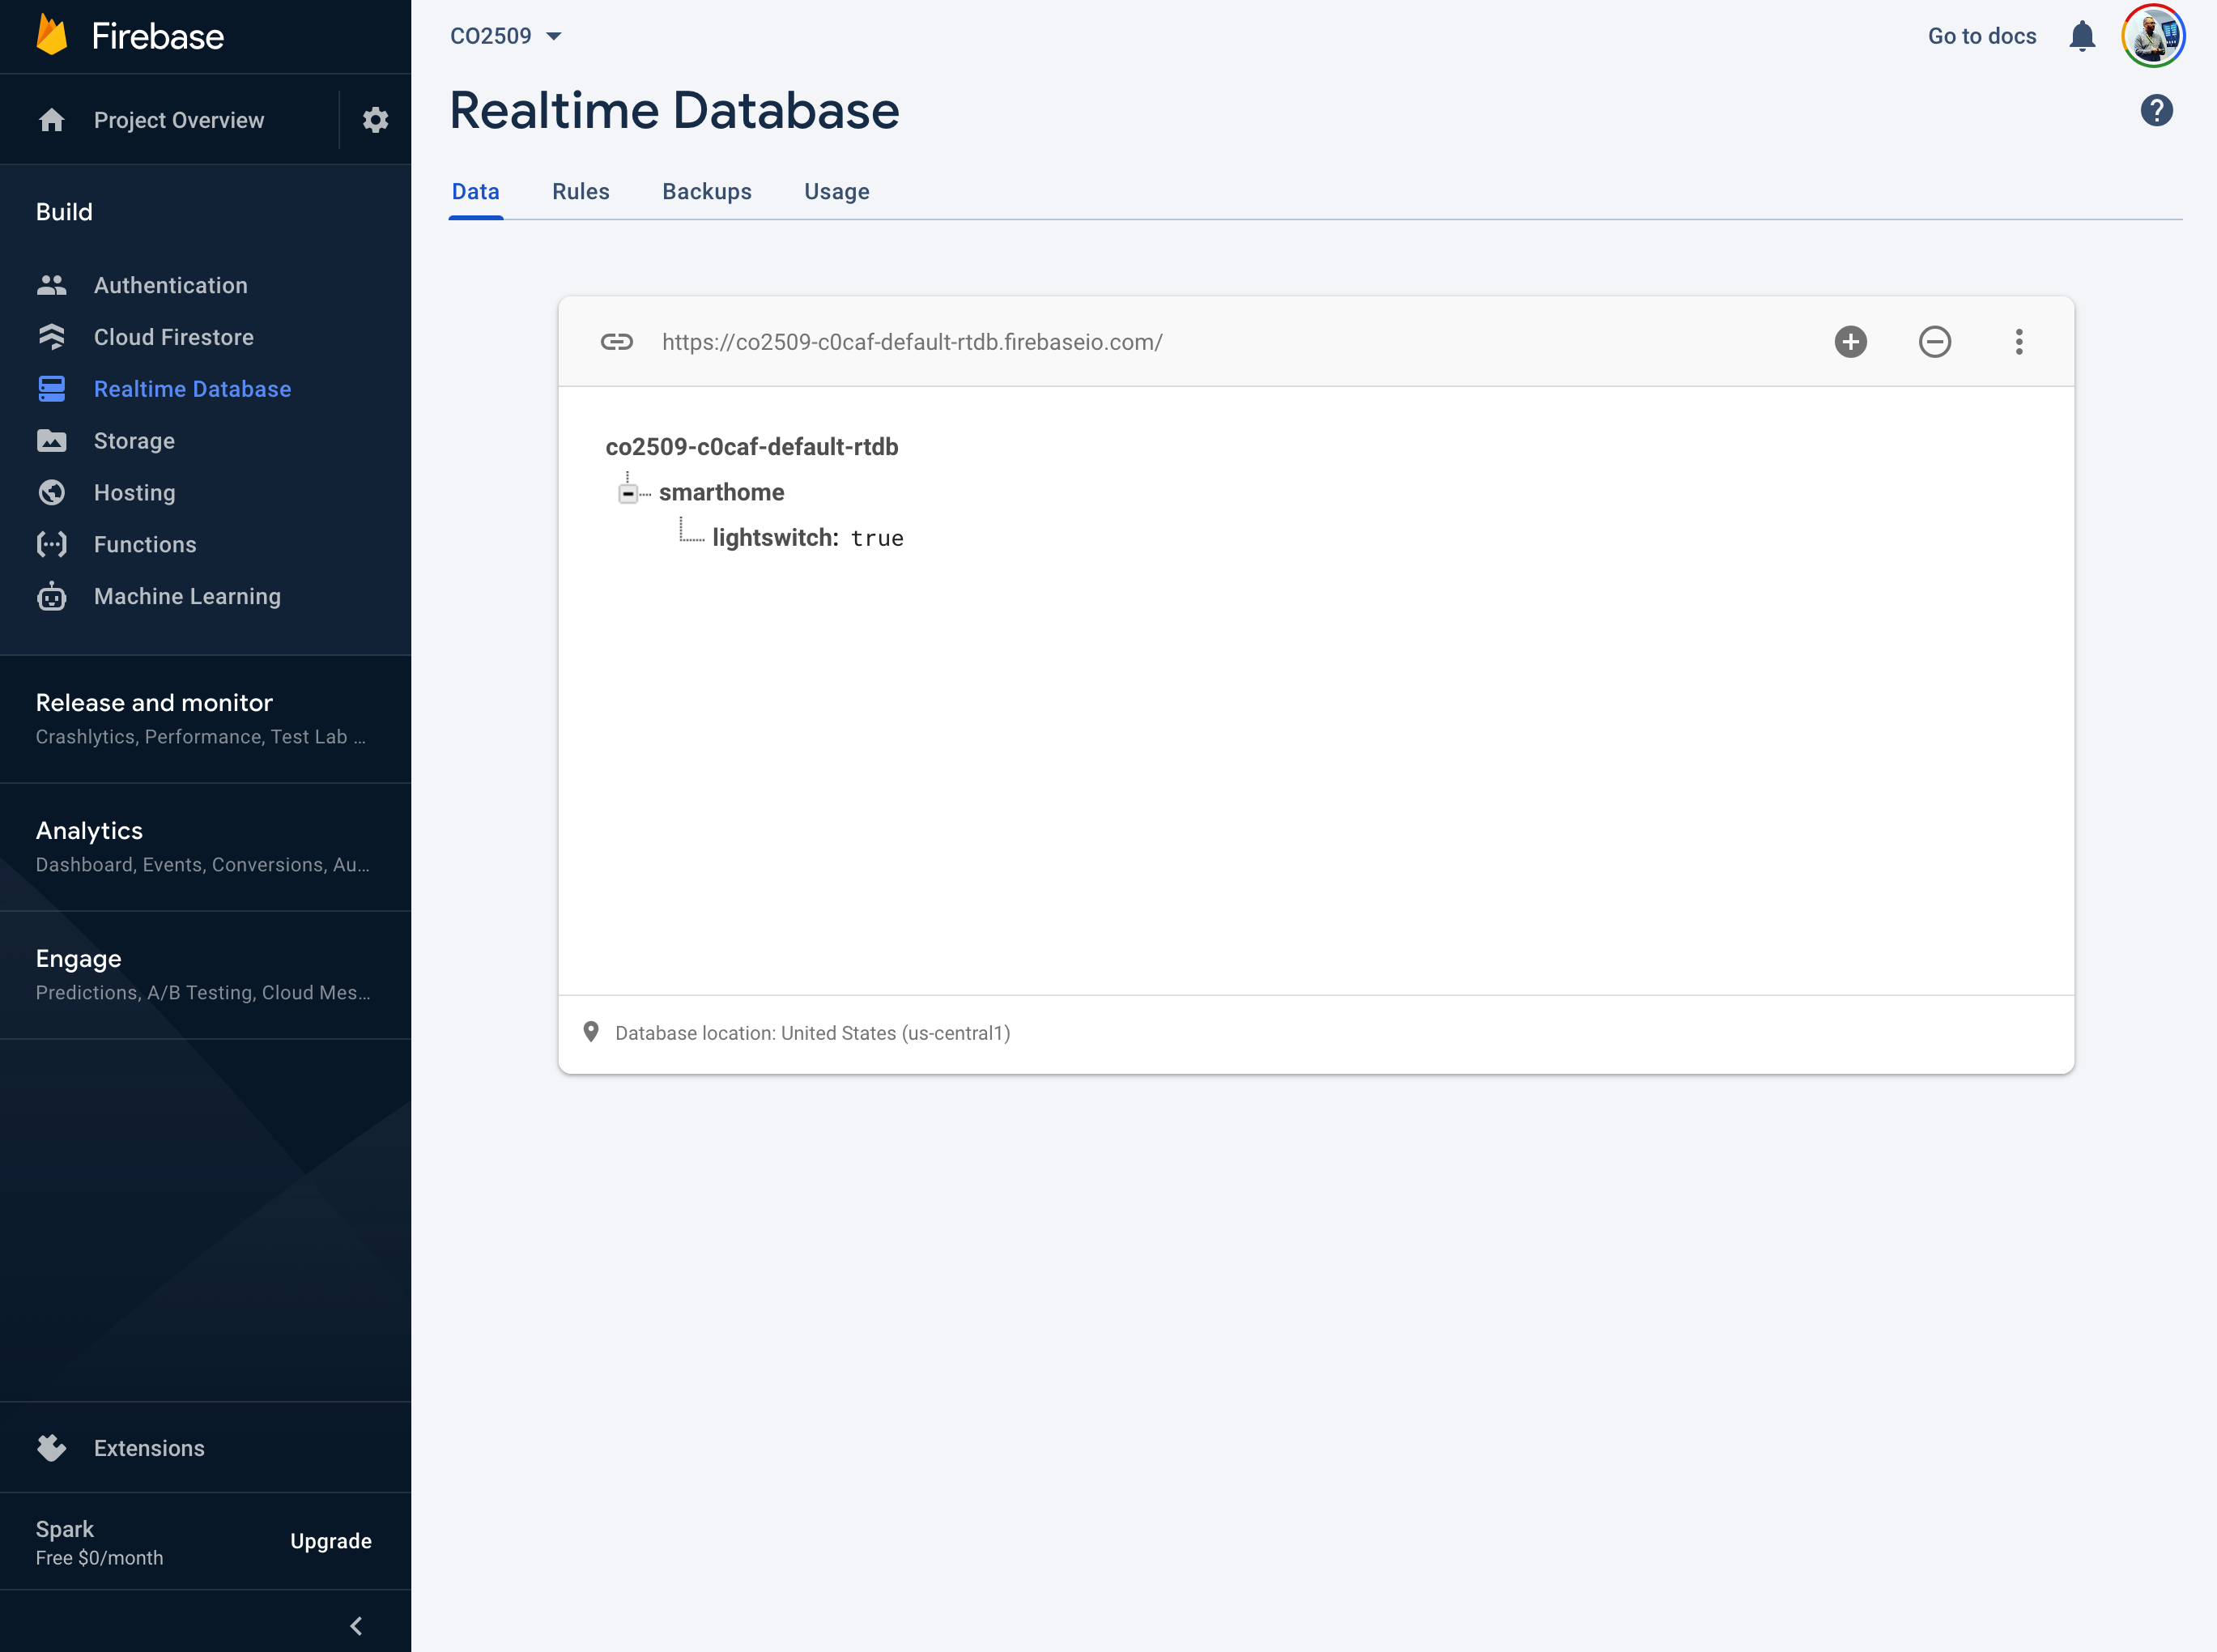 Firebase
Project Overview
Build
Authentication
Cloud Firestore
Realtime Database
Storage
Hosting
Functions
Machine Learning
Release and monitor
Crashlytics, Performance, Test Lab ...
Analytics
Dashboard, Events, Conversions, Au...
Engage
Predictions, A/B Testing, Cloud Mes...
Extensions
Spark
Free $0/month
Upgrade
CO2509
Go to docs
Realtime Database
Data Rules Backups Usage
https://co2509-c0caf-default-rtdb.firebaseio.com/
co2509-c0caf-default-rtdb
smarthome
lightswitch: true
Database location: United States (us-central1)